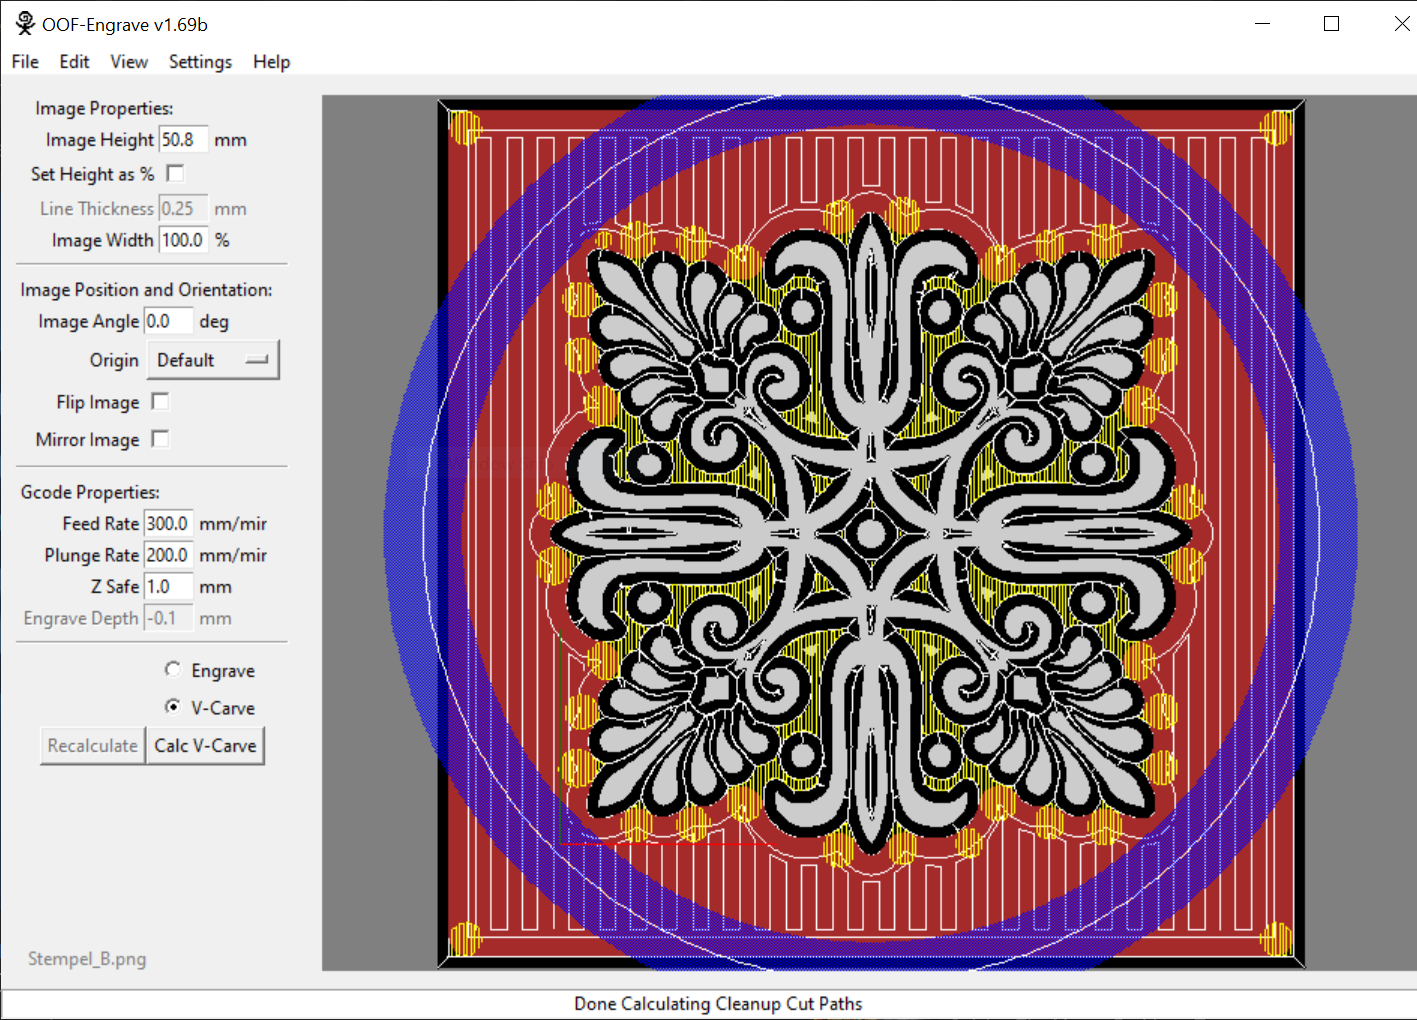 OOF-Engrave v1.69b
File Edit View Settings Help
Image Properties:
Image Height 50.8 mm
Set Height as %
Line Thickness 0.25 mm
Image Width 100.0 %
Image Position and Orientation:
Image Angle 0.0 deg
Origin Default
Flip Image
Mirror Image
Gcode Properties:
Feed Rate 300.0 mm/mir
Plunge Rate 200.0 mm/mir
Z Safe 1.0 mm
Engrave Depth -0.1 mm
Engrave
V-Carve
Recalculate Calc V-Carve
Stempel_B.png
Done Calculating Cleanup Cut Paths